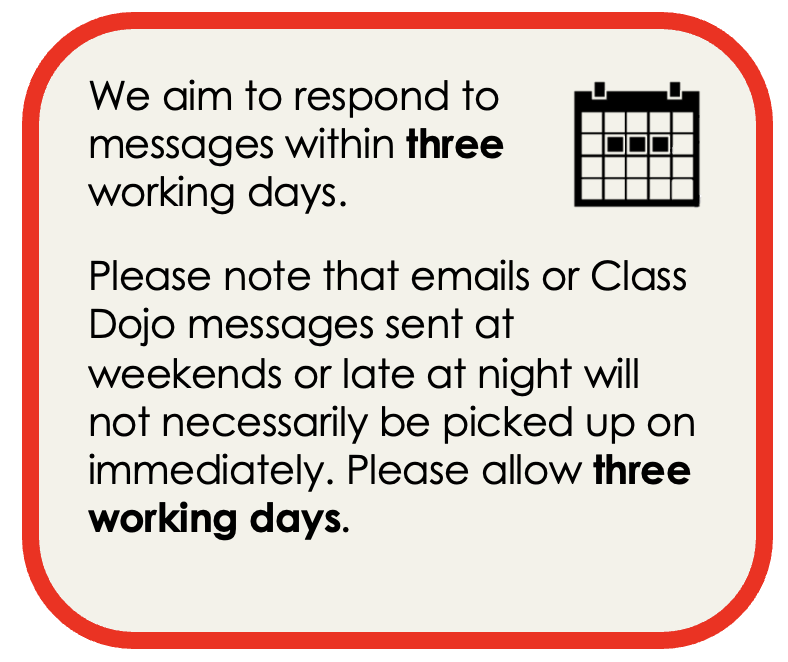 We aim to respond to
messages within three
working days.
Please note that emails or Class
Dojo messages sent at
weekends or late at night will
not necessarily be picked up on
immediately. Please allow three
working days.